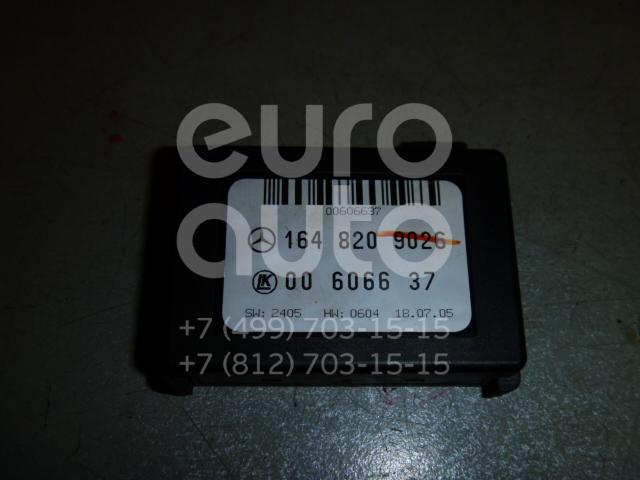 euro
auto
00606637
164 820 9026
LK 00 6066 37
SW: 2405 HW: 0604 18.07.05
+7 (499) 703-15-15
+7 (812) 703-15-15